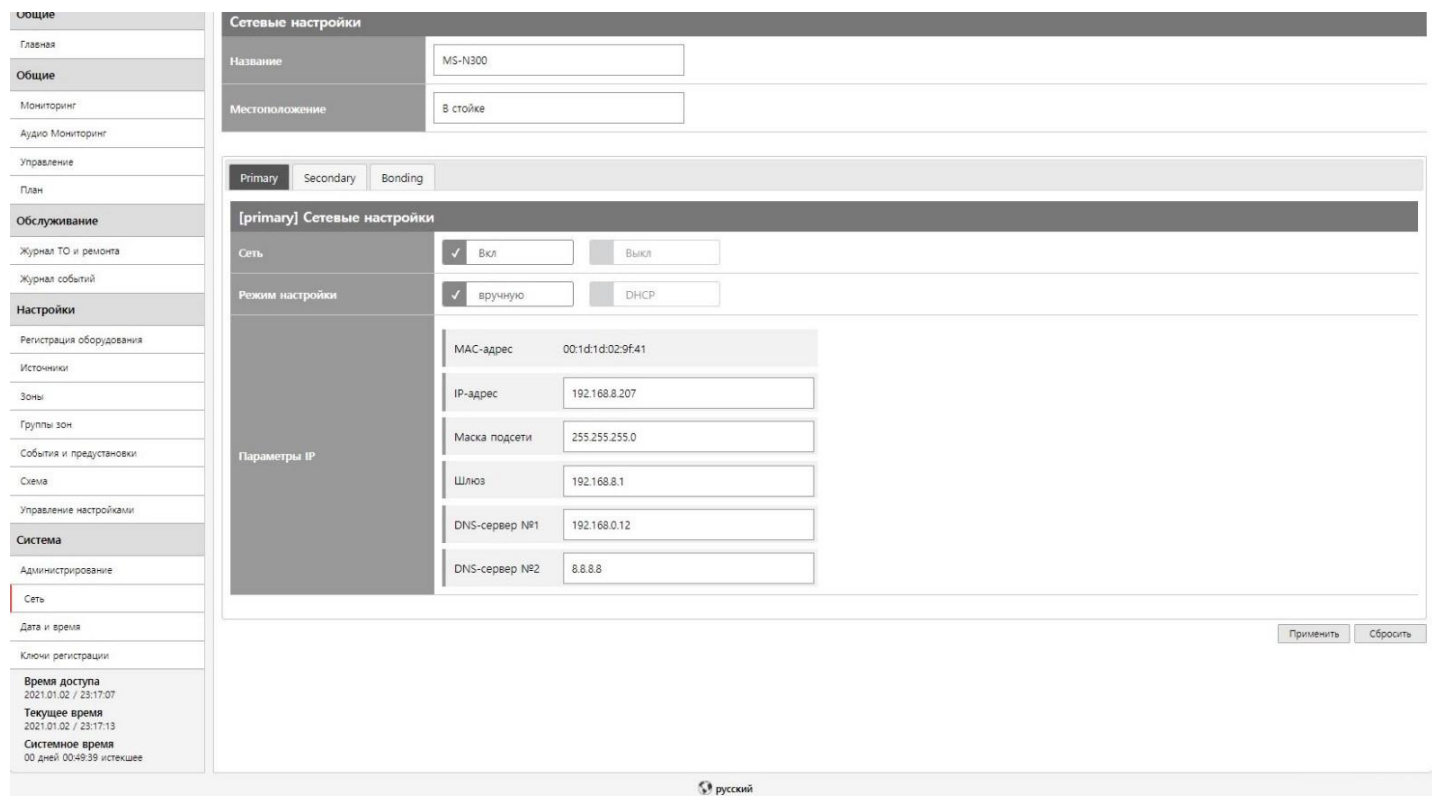 Общие
Главная
Общие
Мониторинг
Аудио Мониторинг
Управление
План
Обслуживание
Журнал ТО и ремонта
Журнал событий
Настройки
Регистрация оборудования
Источники
Зоны
Группы зон
События и предустановки
Схема
Управление настройками
Система
Администрирование
Сеть
Дата и время
Ключи регистрации
Время доступа
2021.01.02 / 23:17:07
Текущее время
2021.01.02 / 23:17:13
Системное время
00 дней 00:49:39 истекшее
Сетевые настройки
Название MS-N300
Местоположение В стойке
Primary Secondary Bonding
[primary] Сетевые настройки
Сеть ✓ Вкл Выкл
Режим настройки ✓ вручную DHCP
Параметры IP
MAC-адрес 00:1d:1d:02:9f:41
IP-адрес 192.168.8.207
Маска подсети 255.255.255.0
Шлюз 192.168.8.1
DNS-сервер №1 192.168.0.12
DNS-сервер №2 8.8.8.8
Применить Сбросить
русский